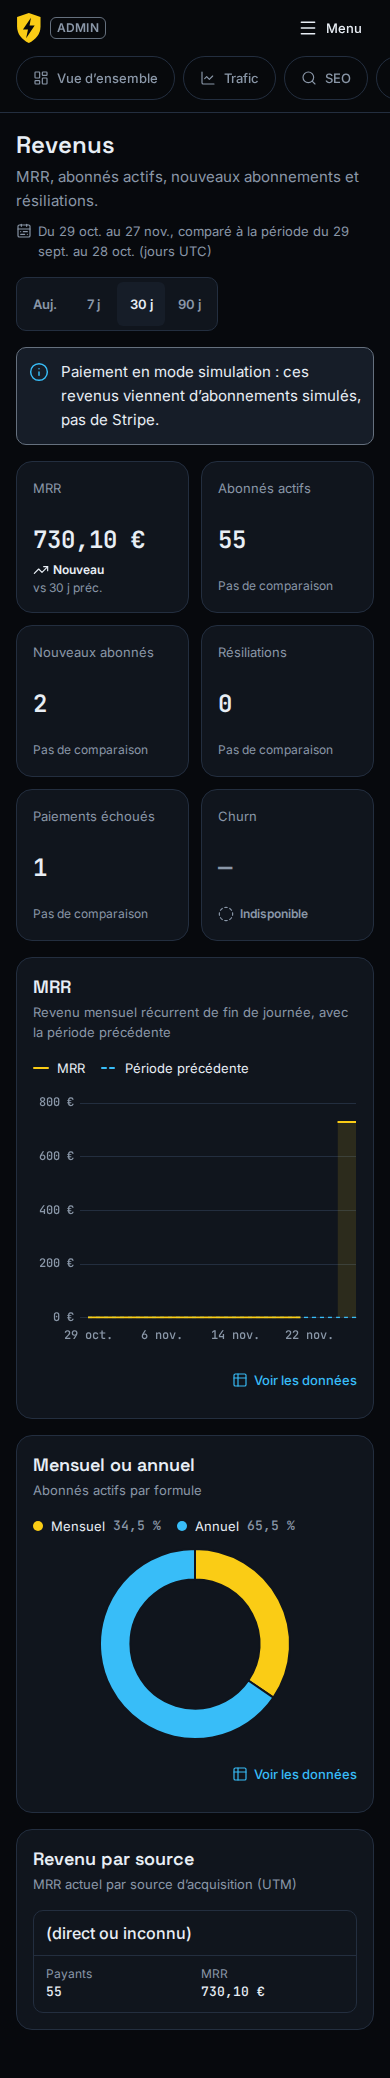 ADMIN
Menu
Vue d’ensemble
Trafic
SEO
Revenus
MRR, abonnés actifs, nouveaux abonnements et
résiliations.
Du 29 oct. au 27 nov., comparé à la période du 29
sept. au 28 oct. (jours UTC)
Auj. 7 j 30 j 90 j
Paiement en mode simulation : ces
revenus viennent d’abonnements simulés,
pas de Stripe.
MRR
730,10 €
Nouveau
vs 30 j préc.
Abonnés actifs
55
Pas de comparaison
Nouveaux abonnés
2
Pas de comparaison
Résiliations
0
Pas de comparaison
Paiements échoués
1
Pas de comparaison
Churn
—
Indisponible
MRR
Revenu mensuel récurrent de fin de journée, avec
la période précédente
MRR Période précédente
800 €
600 €
400 €
200 €
0 €
29 oct. 6 nov. 14 nov. 22 nov.
Voir les données
Mensuel ou annuel
Abonnés actifs par formule
Mensuel 34,5 % Annuel 65,5 %
Voir les données
Revenu par source
MRR actuel par source d’acquisition (UTM)
(direct ou inconnu)
Payants MRR
55 730,10 €